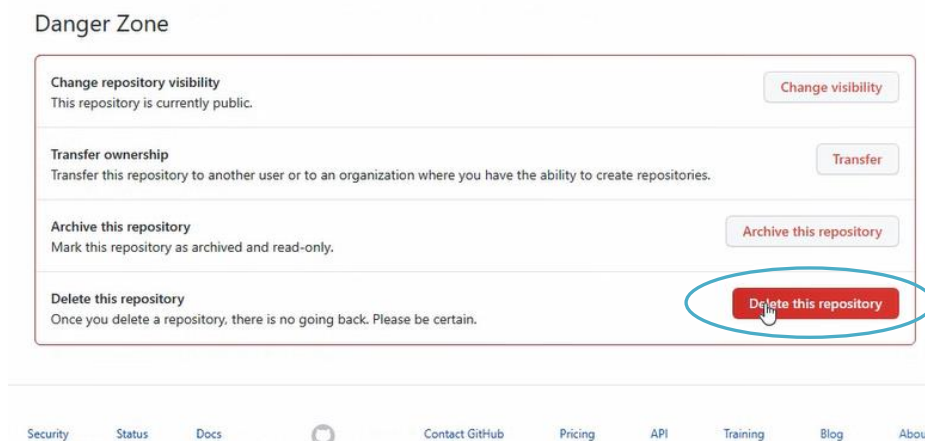 Danger Zone
Change repository visibility
This repository is currently public.
Change visibility
Transfer ownership
Transfer this repository to another user or to an organization where you have the ability to create repositories.
Transfer
Archive this repository
Mark this repository as archived and read-only.
Archive this repository
Delete this repository
Once you delete a repository, there is no going back. Please be certain.
Delete this repository
Security Status Docs Contact GitHub Pricing API Training Blog Abou